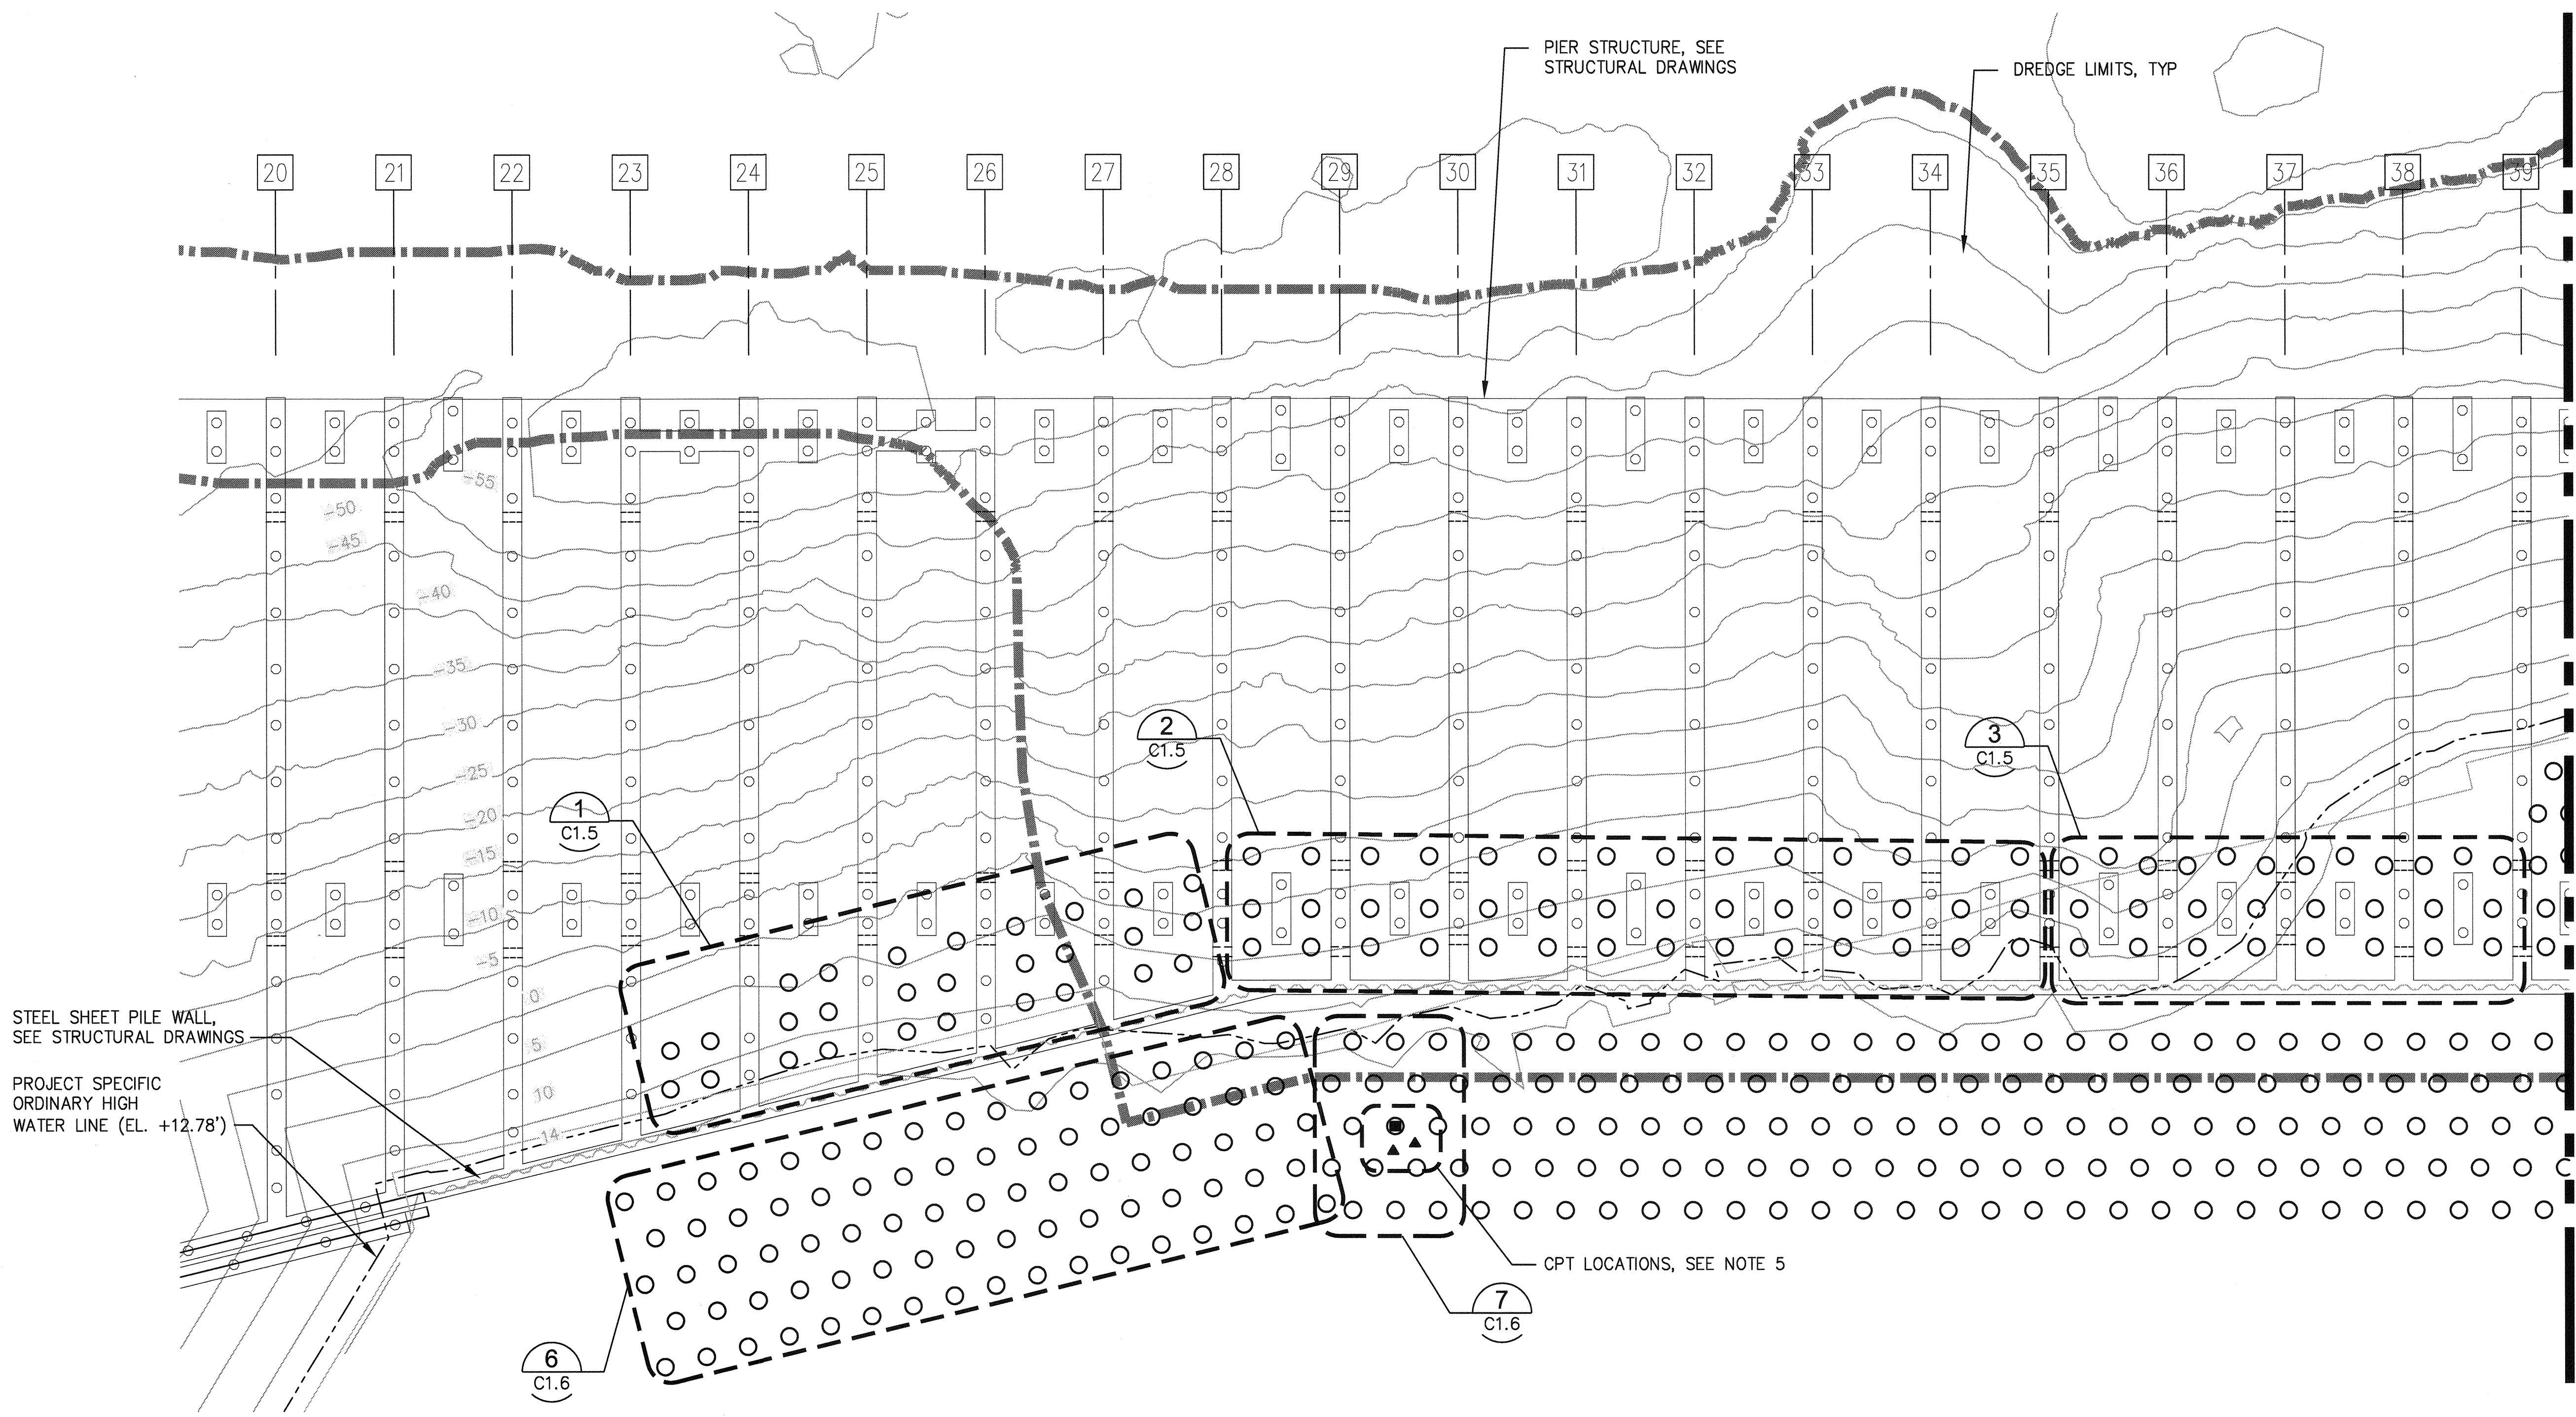 PIER STRUCTURE, SEE
STRUCTURAL DRAWINGS
DREDGE LIMITS, TYP
20 21 22 23 24 25 26 27 28 29 30 31 32 33 34 35 36 37 38 39
-55
-50
-45
-40
-35
-30
-25
-20
-15
-10
-5
0
5
10
14
1
C1.5
2
C1.5
3
C1.5
STEEL SHEET PILE WALL,
SEE STRUCTURAL DRAWINGS
PROJECT SPECIFIC
ORDINARY HIGH
WATER LINE (EL. +12.78')
CPT LOCATIONS, SEE NOTE 5
7
C1.6
6
C1.6